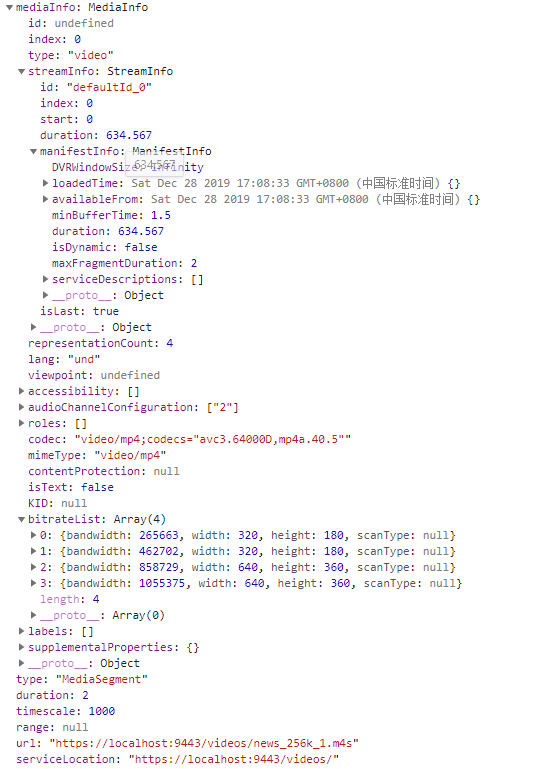 ▼mediaInfo: MediaInfo
id: undefined
index: 0
type: "video"
▼streamInfo: StreamInfo
id: "defaultId_0"
index: 0
start: 0
duration: 634.567
▼manifestInfo: ManifestInfo
DVRWindowSize: Infinity
634.567
▶loadedTime: Sat Dec 28 2019 17:08:33 GMT+0800 (中国标准时间) {}
▶availableFrom: Sat Dec 28 2019 17:08:33 GMT+0800 (中国标准时间) {}
minBufferTime: 1.5
duration: 634.567
isDynamic: false
maxFragmentDuration: 2
▶serviceDescriptions: []
▶__proto__: Object
isLast: true
▶__proto__: Object
representationCount: 4
lang: "und"
viewpoint: undefined
▶accessibility: []
▶audioChannelConfiguration: ["2"]
▶roles: []
codec: "video/mp4;codecs="avc3.64000D,mp4a.40.5""
mimeType: "video/mp4"
contentProtection: null
isText: false
KID: null
▼bitrateList: Array(4)
▶0: {bandwidth: 265663, width: 320, height: 180, scanType: null}
▶1: {bandwidth: 462702, width: 320, height: 180, scanType: null}
▶2: {bandwidth: 858729, width: 640, height: 360, scanType: null}
▶3: {bandwidth: 1055375, width: 640, height: 360, scanType: null}
length: 4
▶__proto__: Array(0)
▶labels: []
▶supplementalProperties: {}
▶__proto__: Object
type: "MediaSegment"
duration: 2
timescale: 1000
range: null
url: "https://localhost:9443/videos/news_256k_1.m4s"
serviceLocation: "https://localhost:9443/videos/"